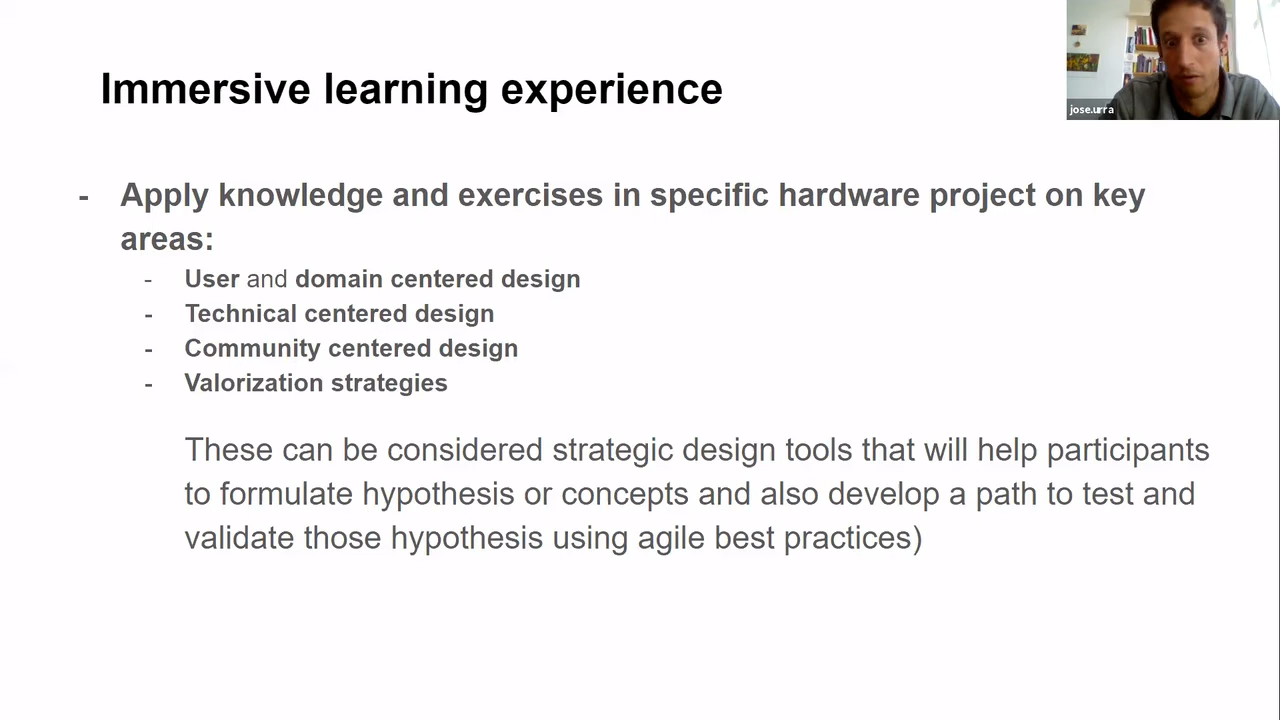 Immersive learning experience
jose.urra
- Apply knowledge and exercises in specific hardware project on key
areas:
- User and domain centered design
- Technical centered design
- Community centered design
- Valorization strategies
These can be considered strategic design tools that will help participants
to formulate hypothesis or concepts and also develop a path to test and
validate those hypothesis using agile best practices)